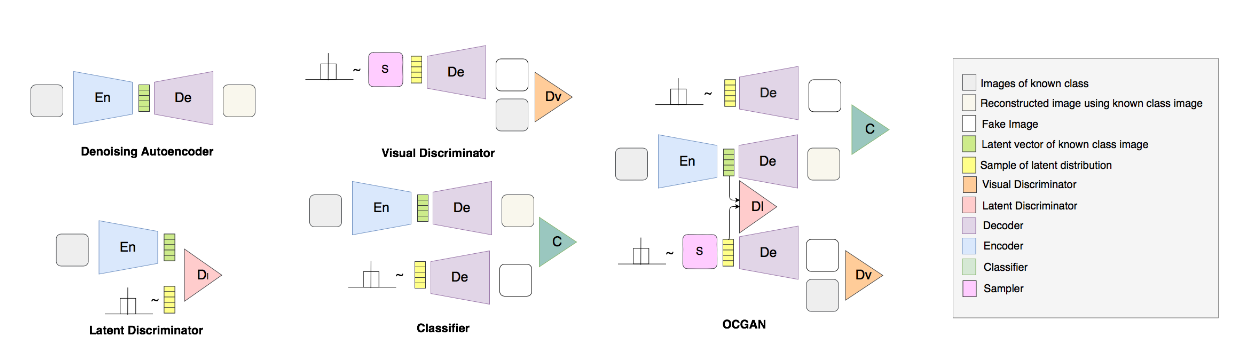 En
De
Denoising Autoencoder
~
S
De
Dv
Visual Discriminator
En
Dl
~
Latent Discriminator
En
De
C
~
De
Classifier
~
De
C
En
De
Dl
~
S
De
Dv
OCGAN
Images of known class
Reconstructed image using known class image
Fake Image
Latent vector of known class image
Sample of latent distribution
Visual Discriminator
Latent Discriminator
Decoder
Encoder
Classifier
Sampler